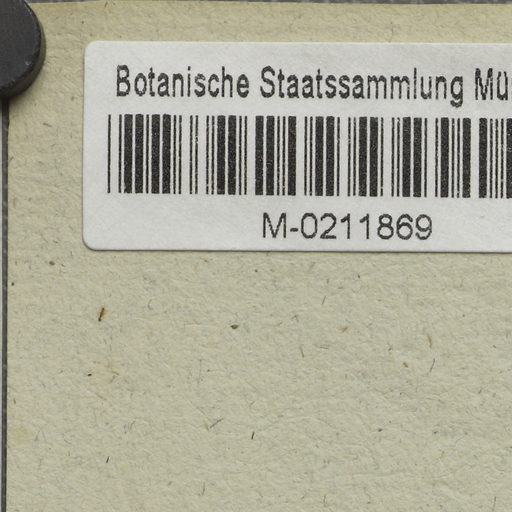 Botanische Staatssammlung Mü
M-0211869